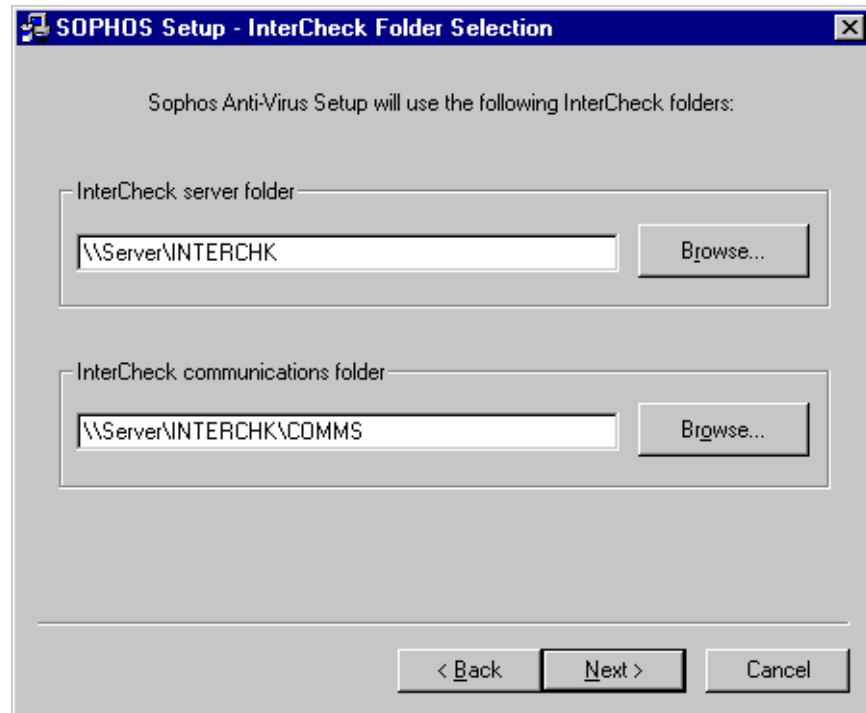 SOPHOS Setup - InterCheck Folder Selection
Sophos Anti-Virus Setup will use the following InterCheck folders:
InterCheck server folder
\\Server\INTERCHK
Browse...
InterCheck communications folder
\\Server\INTERCHK\COMMS
Browse...
< Back
Next >
Cancel